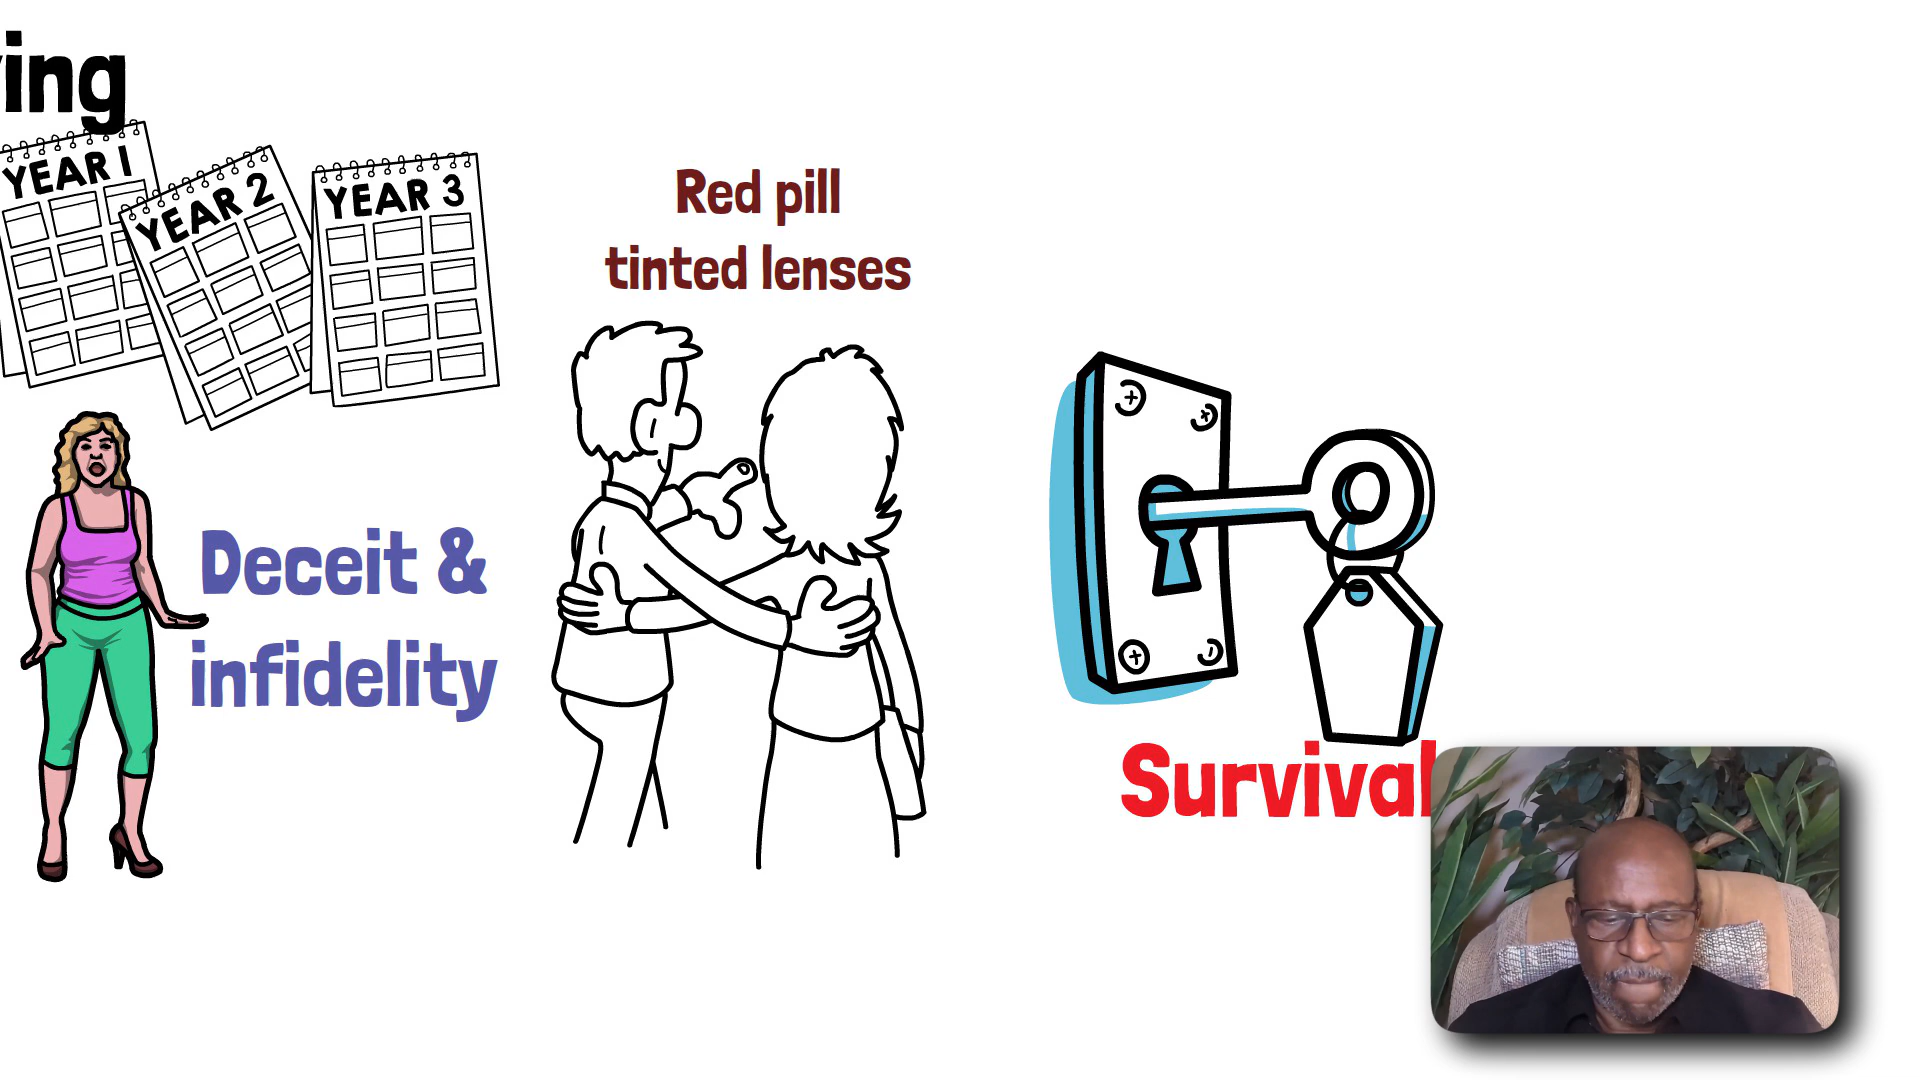 ing
YEAR 1
YEAR 2
YEAR 3
Red pill
tinted lenses
Deceit &
infidelity
Survival